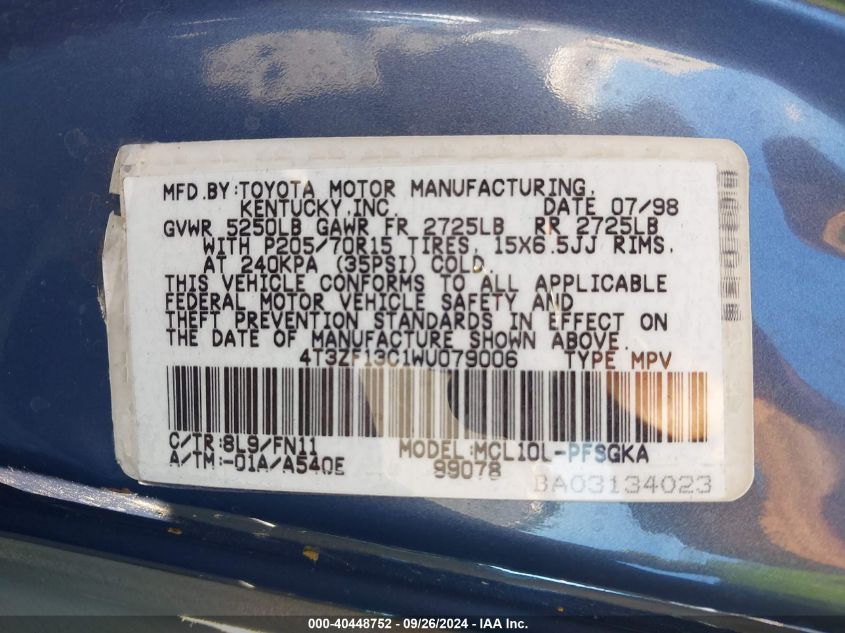 MFD.BY:TOYOTA MOTOR MANUFACTURING,
KENTUCKY,INC. DATE 07/98
GVWR 5250LB GAWR FR 2725LB RR 2725LB
WITH P205/70R15 TIRES, 15X6.5JJ RIMS,
AT 240KPA (35PSI) COLD.
THIS VEHICLE CONFORMS TO ALL APPLICABLE
FEDERAL MOTOR VEHICLE SAFETY AND
THEFT PREVENTION STANDARDS IN EFFECT ON
THE DATE OF MANUFACTURE SHOWN ABOVE.
4T3ZF13C1WU079006 TYPE MPV
C/TR:8L9/FN11 MODEL:MCL10L-PFSGKA
A/TM:-01A/A540E 99078
BA03134023
000-40448752 - 09/26/2024 - IAA Inc.